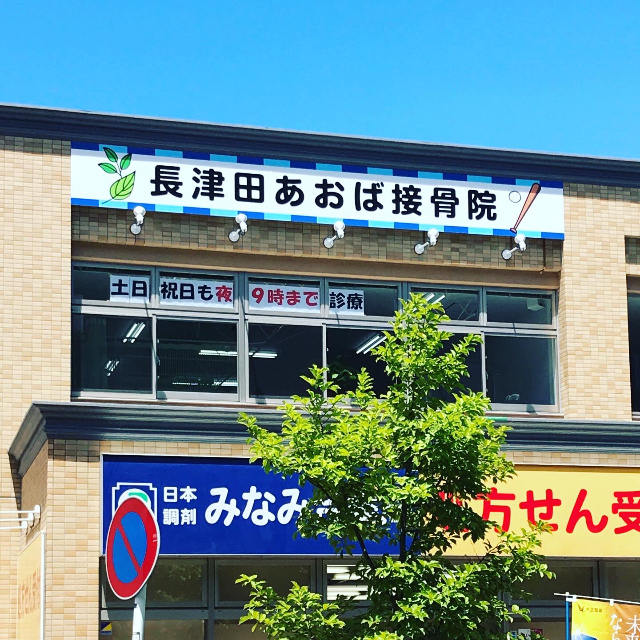 長津田あおば接骨院
土日 祝日も夜 9時まで 診療
日本
調剤
みなみ
方せん受